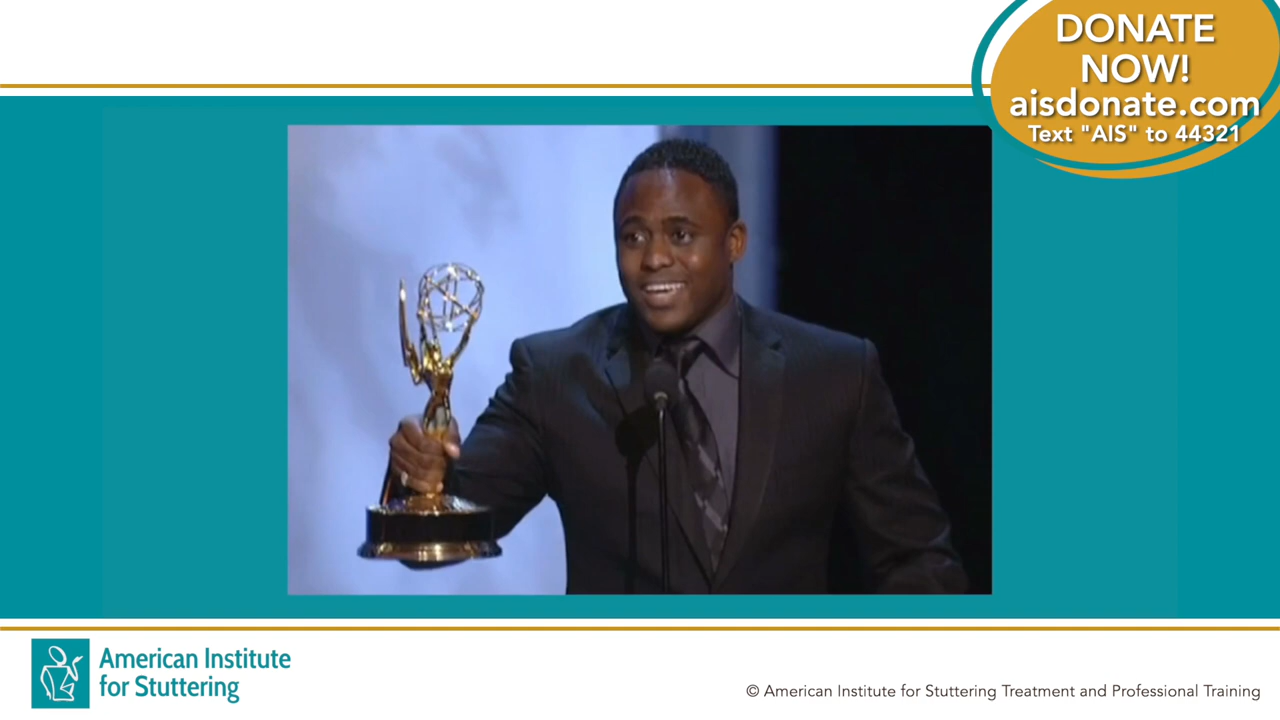 DONATE
NOW!
aisdonate.com
Text "AIS" to 44321
American Institute
for Stuttering
© American Institute for Stuttering Treatment and Professional Training